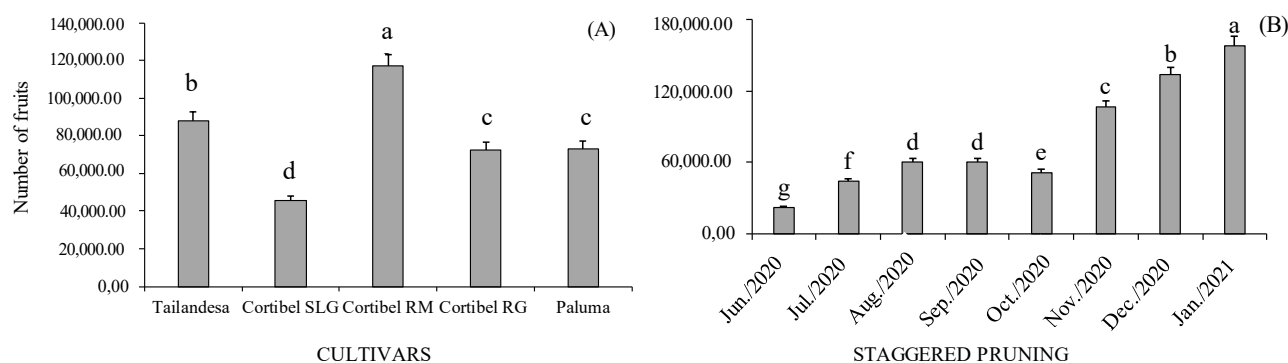 (A)
140,000.00
120,000.00
100,000.00
80,000.00
60,000.00
40,000.00
20,000.00
0,00
Number of fruits
b
d
a
c
c
Tailandesa Cortibel SLG Cortibel RM Cortibel RG Paluma
CULTIVARS
(B)
180,000.00
120,000.00
60,000.00
0,00
g
f
d
d
e
c
b
a
Jun./2020
Jul./2020
Aug./2020
Sep./2020
Oct./2020
Nov./2020
Dec./2020
Jan./2021
STAGGERED PRUNING